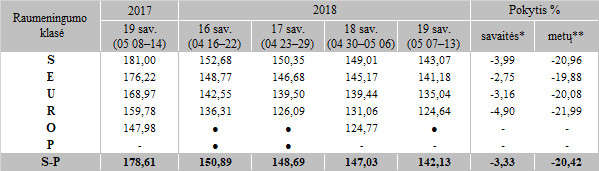 Raumeningumo klasė 2017 2018 Pokytis %
19 sav. (05 08–14) 16 sav. (04 16–22) 17 sav. (04 23–29) 18 sav. (04 30–05 06) 19 sav. (05 07–13) savaitės* metų**
S 181,00 152,68 150,35 149,01 143,07 -3,99 -20,96
E 176,22 148,77 146,68 145,17 141,18 -2,75 -19,88
U 168,97 142,55 139,50 139,44 135,04 -3,16 -20,08
R 159,78 136,31 126,09 131,06 124,64 -4,90 -21,99
O 147,98 ● ● 124,77 ● - -
P - ● ● - - - -
S-P 178,61 150,89 148,69 147,03 142,13 -3,33 -20,42